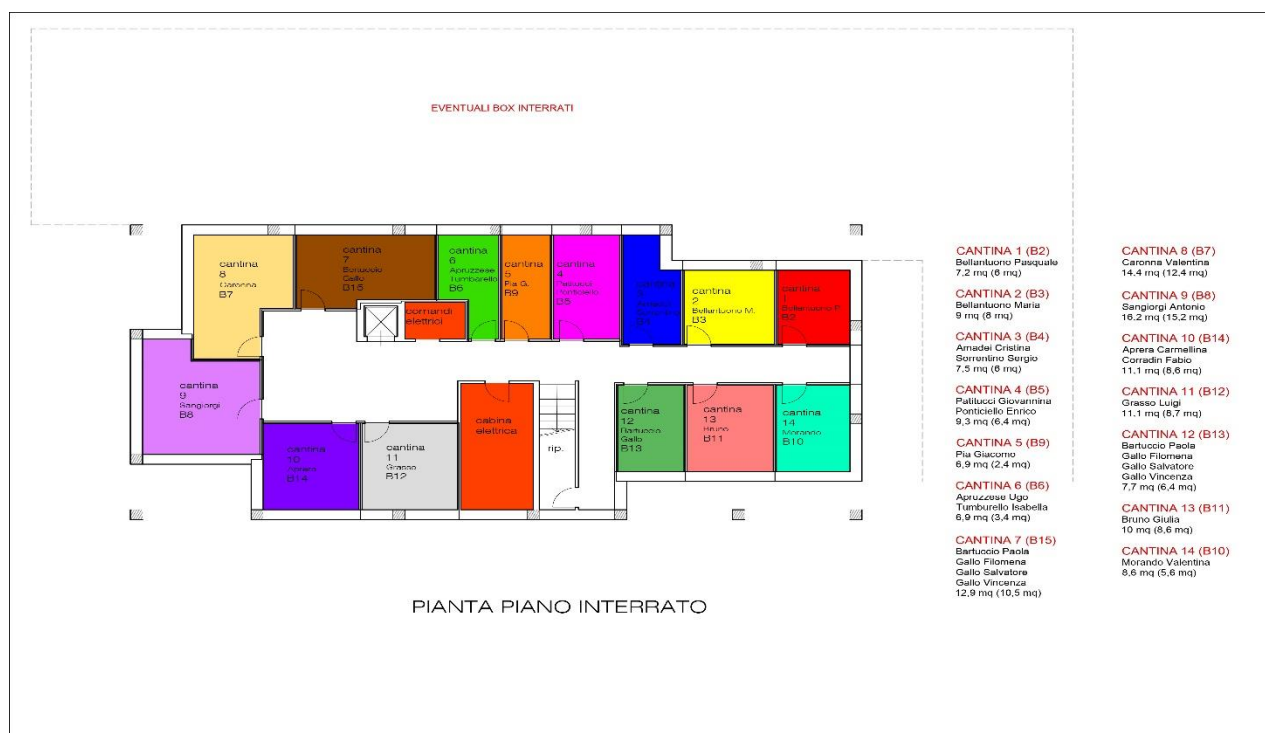 EVENTUALI BOX INTERRATI
cantina
8
Caronna
B7
cantina
7
Gallo
B15
cantina
6
Apruzzese
Tumborello
B6
cantina
5
Pia G.
B9
cantina
4
Patitucci
Ponticiello
B5
cantina
2
Bellantuono M.
B3
cantina
1
Bellantuono P.
B2
comandi
elettrici
cantina
9
Sangiorgi
B8
cantina
10
B14
cantina
11
Grasso
B12
cabina
elettrica
rip.
cantina
12
Bartuccio
Gallo
B13
cantina
13
Bruno
B11
cantina
14
Morando
B10
PIANTA PIANO INTERRATO
CANTINA 1 (B2)
Bellantuono Pasquale
7,2 mq (6 mq)
CANTINA 2 (B3)
Bellantuono Maria
9 mq (8 mq)
CANTINA 3 (B4)
Amadei Cristina
Sorrentino Sergio
7,5 mq (6 mq)
CANTINA 4 (B5)
Patitucci Giovannina
Ponticiello Enrico
9,3 mq (6,4 mq)
CANTINA 5 (B9)
Pia Giacomo
6,9 mq (2,4 mq)
CANTINA 6 (B6)
Apruzzese Ugo
Tumburello Isabella
6,9 mq (3,4 mq)
CANTINA 7 (B15)
Bartuccio Paola
Gallo Filomena
Gallo Salvatore
Gallo Vincenza
12,9 mq (10,5 mq)
CANTINA 8 (B7)
Caronna Valentina
14,4 mq (12,4 mq)
CANTINA 9 (B8)
Sangiorgi Antonio
16,2 mq (15,2 mq)
CANTINA 10 (B14)
Aprera Carmellina
Corradin Fabio
11,1 mq (8,6 mq)
CANTINA 11 (B12)
Grasso Luigi
11,1 mq (8,7 mq)
CANTINA 12 (B13)
Bartuccio Paola
Gallo Filomena
Gallo Salvatore
Gallo Vincenza
7,7 mq (6,4 mq)
CANTINA 13 (B11)
Bruno Giulia
10 mq (8,6 mq)
CANTINA 14 (B10)
Morando Valentina
8,6 mq (5,6 mq)